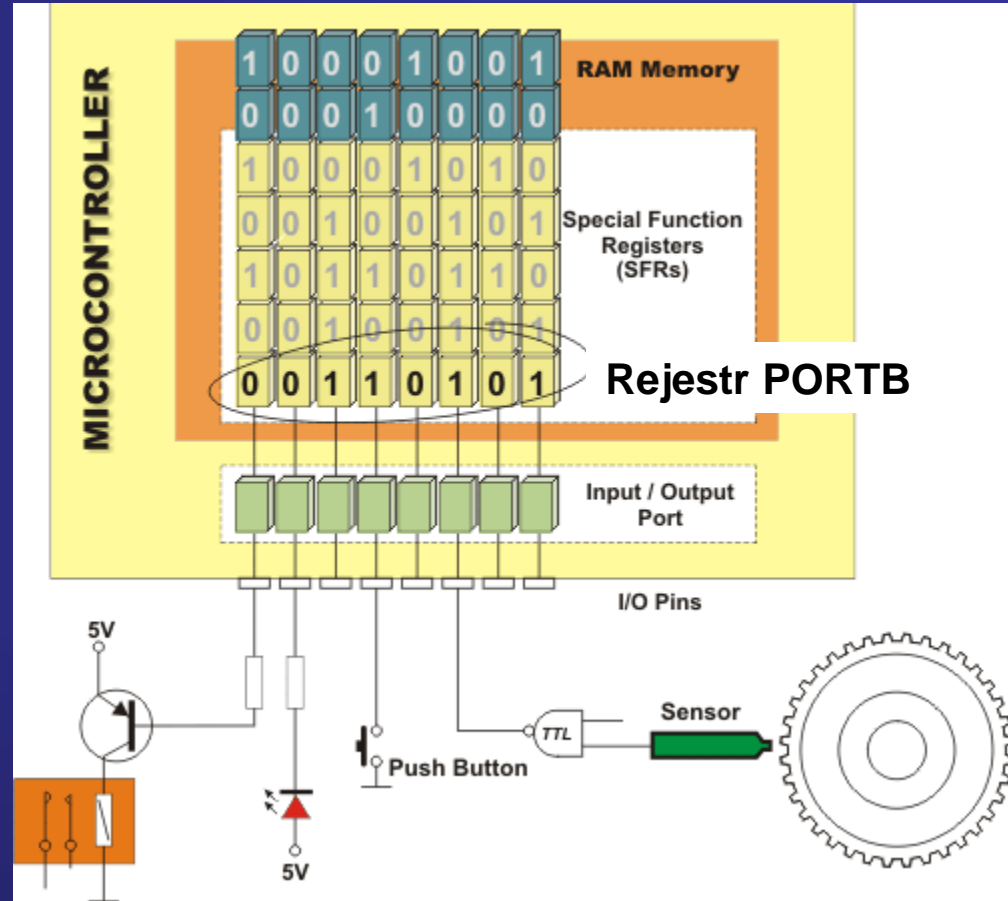 MICROCONTROLLER
1 0 0 0 1 0 0 1
RAM Memory
0 0 0 1 0 0 0 0
1 0 0 0 1 0 1 0
0 0 1 0 0 1 0 1
Special Function
Registers
(SFRs)
1 0 1 1 0 1 1 0
0 0 1 0 0 1 0 1
0 0 1 1 0 1 0 1
Rejestr PORTB
Input / Output
Port
I/O Pins
5V
Sensor
TTL
Push Button
5V